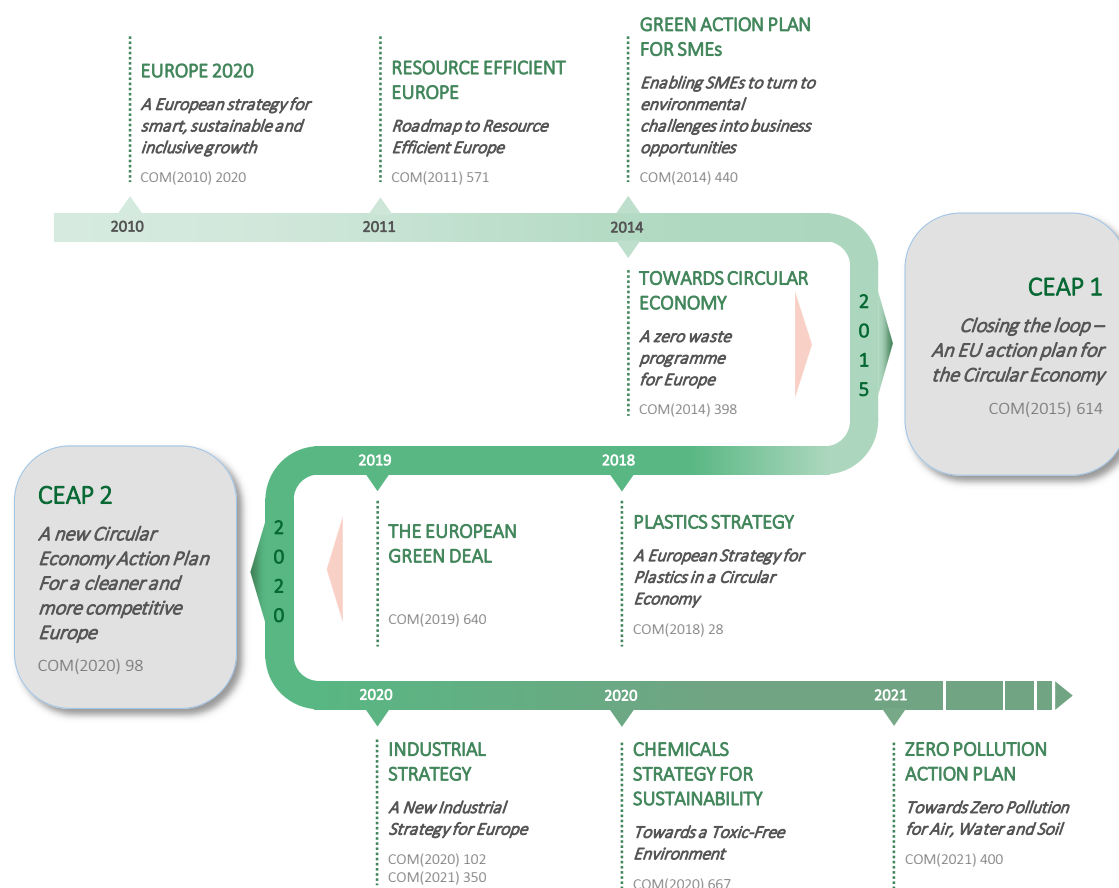 EUROPE 2020
A European strategy for
smart, sustainable and
inclusive growth
COM(2010) 2020
RESOURCE EFFICIENT
EUROPE
Roadmap to Resource
Efficient Europe
COM(2011) 571
GREEN ACTION PLAN
FOR SMEs
Enabling SMEs to turn to
environmental
challenges into business
opportunities
COM(2014) 440
2010
2011
2014
TOWARDS CIRCULAR
ECONOMY
A zero waste
programme
for Europe
COM(2014) 398
2
0
1
5
CEAP 1
Closing the loop –
An EU action plan for
the Circular Economy
COM(2015) 614
2018
PLASTICS STRATEGY
A European Strategy for
Plastics in a Circular
Economy
COM(2018) 28
2019
THE EUROPEAN
GREEN DEAL
COM(2019) 640
2
0
2
0
CEAP 2
A new Circular
Economy Action Plan
For a cleaner and
more competitive
Europe
COM(2020) 98
2020
INDUSTRIAL
STRATEGY
A New Industrial
Strategy for Europe
COM(2020) 102
COM(2021) 350
2020
CHEMICALS
STRATEGY FOR
SUSTAINABILITY
Towards a Toxic-Free
Environment
COM(2020) 667
2021
ZERO POLLUTION
ACTION PLAN
Towards Zero Pollution
for Air, Water and Soil
COM(2021) 400